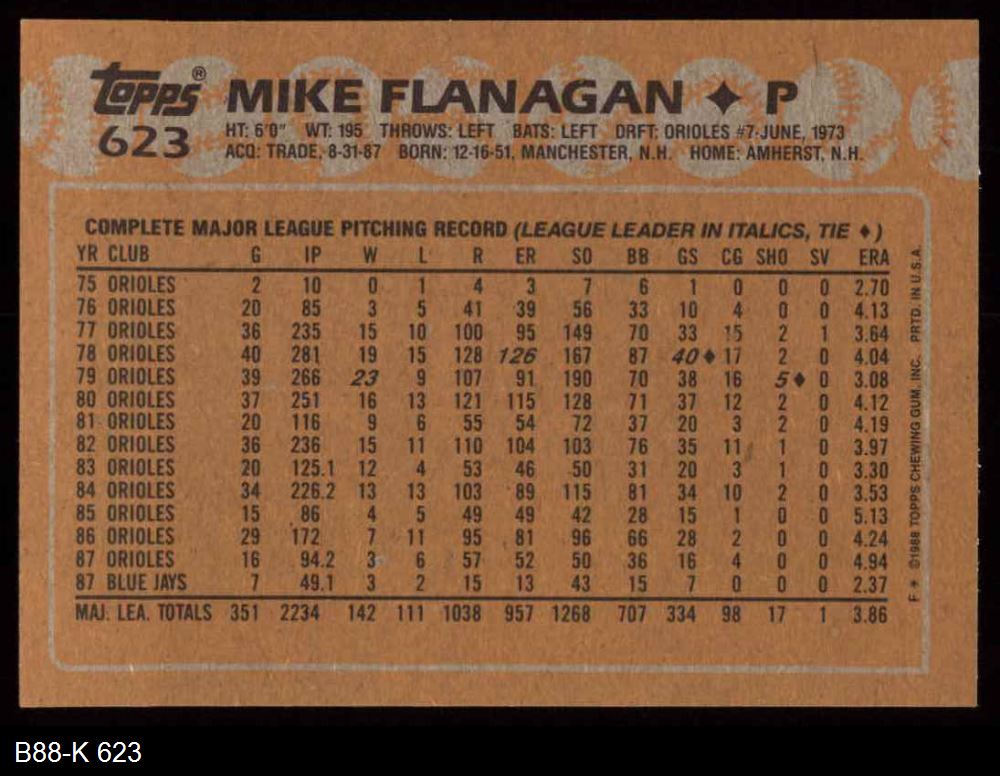 Topps® MIKE FLANAGAN ♦ P
623
HT: 6'0" WT: 195 THROWS: LEFT BATS: LEFT DRFT: ORIOLES #7-JUNE, 1973
ACQ: TRADE, 8-31-87 BORN: 12-16-51, MANCHESTER, N.H. HOME: AMHERST, N.H.
COMPLETE MAJOR LEAGUE PITCHING RECORD (LEAGUE LEADER IN ITALICS, TIE ♦)
YR CLUB G IP W L R ER SO BB GS CG SHO SV ERA
75 ORIOLES 2 10 0 1 4 3 7 6 1 0 0 0 2.70
76 ORIOLES 20 85 3 5 41 39 56 33 10 4 0 0 4.13
77 ORIOLES 36 235 15 10 100 95 149 70 33 15 2 1 3.64
78 ORIOLES 40 281 19 15 128 126 167 87 40♦ 17 2 0 4.04
79 ORIOLES 39 266 23 9 107 91 190 70 38 16 5♦ 0 3.08
80 ORIOLES 37 251 16 13 121 115 128 71 37 12 2 0 4.12
81 ORIOLES 20 116 9 6 55 54 72 37 20 3 2 0 4.19
82 ORIOLES 36 236 15 11 110 104 103 76 35 11 1 0 3.97
83 ORIOLES 20 125.1 12 4 53 46 50 31 20 3 1 0 3.30
84 ORIOLES 34 226.2 13 13 103 89 115 81 34 10 2 0 3.53
85 ORIOLES 15 86 4 5 49 49 42 28 15 1 0 0 5.13
86 ORIOLES 29 172 7 11 95 81 96 66 28 2 0 0 4.24
87 ORIOLES 16 94.2 3 6 57 52 50 36 16 4 0 0 4.94
87 BLUE JAYS 7 49.1 3 2 15 13 43 15 7 0 0 0 2.37
MAJ. LEA. TOTALS 351 2234 142 111 1038 957 1268 707 334 98 17 1 3.86
F * ©1988 TOPPS CHEWING GUM, INC. PRTD. IN U.S.A.
B88-K 623